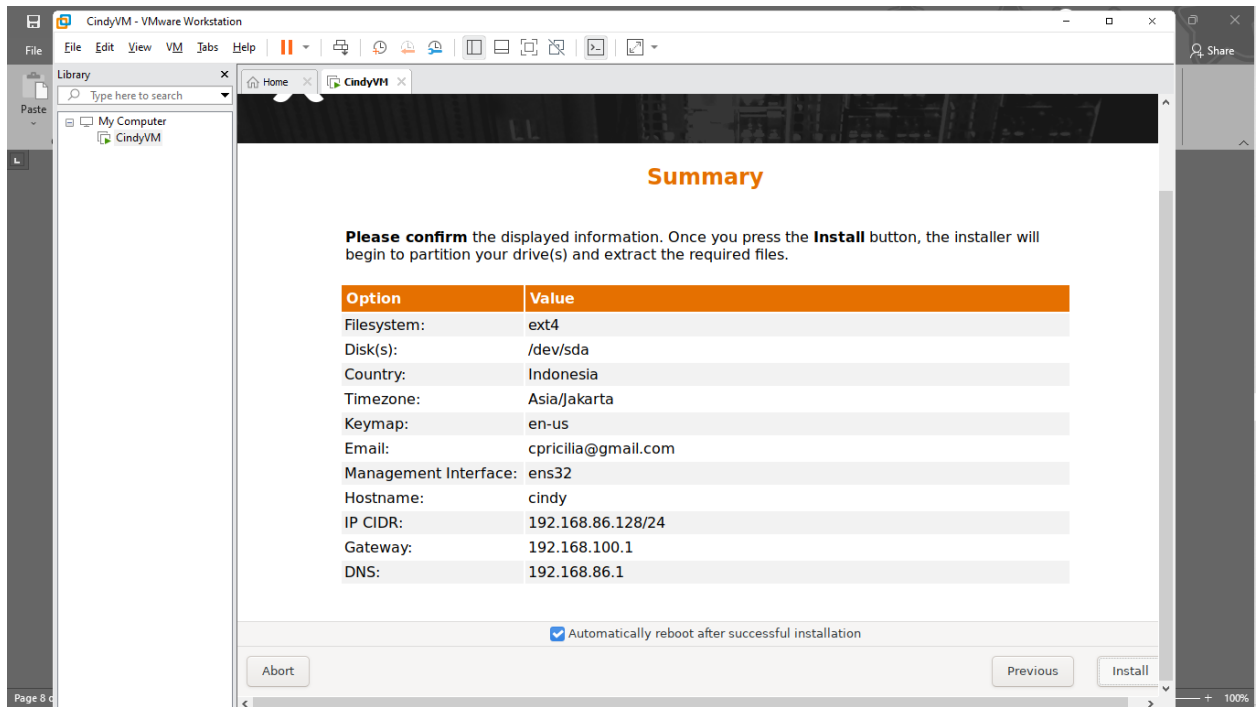 CindyVM - VMware Workstation
File
File Edit View VM Tabs Help
Share
Library
Home
CindyVM
Type here to search
Paste
My Computer
CindyVM
Summary
Please confirm the displayed information. Once you press the Install button, the installer will
begin to partition your drive(s) and extract the required files.
Option Value
Filesystem: ext4
Disk(s): /dev/sda
Country: Indonesia
Timezone: Asia/Jakarta
Keymap: en-us
Email: cpricilia@gmail.com
Management Interface: ens32
Hostname: cindy
IP CIDR: 192.168.86.128/24
Gateway: 192.168.100.1
DNS: 192.168.86.1
Automatically reboot after successful installation
Abort Previous Install
Page 8 100%